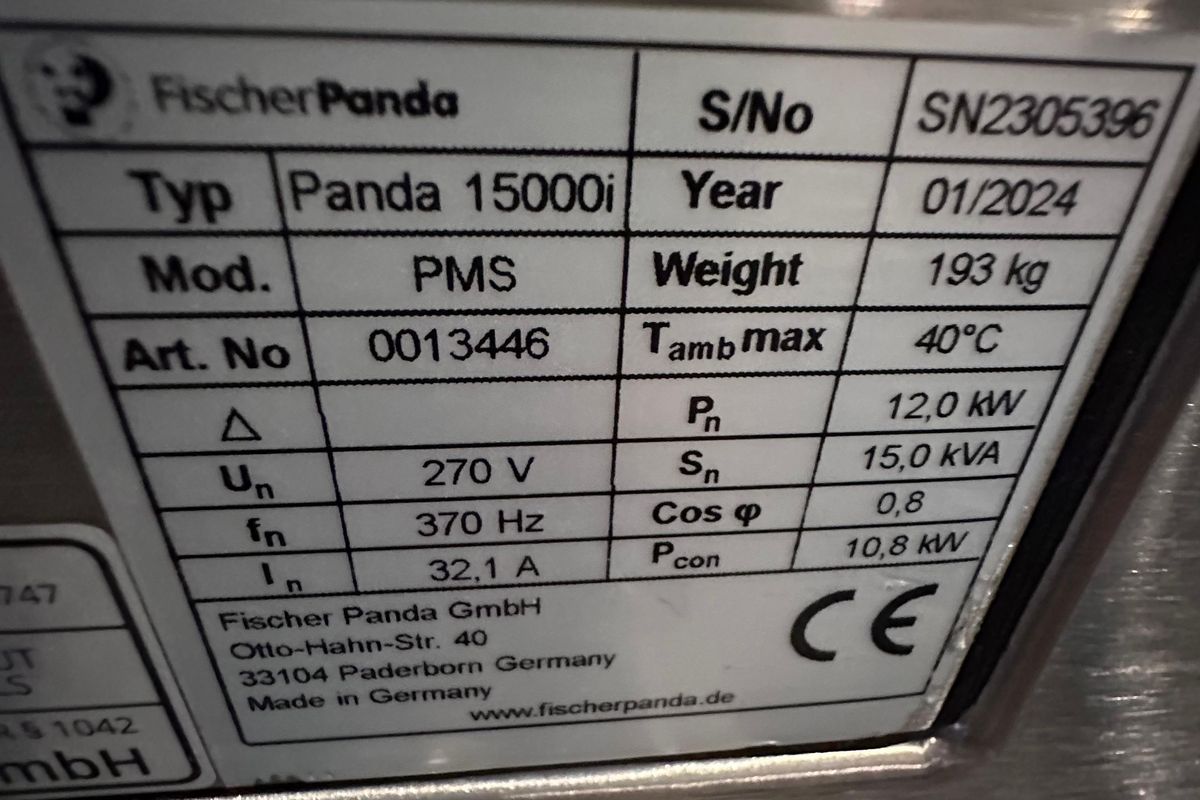 FischerPanda S/No SN2305396
Typ Panda 15000i Year 01/2024
Mod. PMS Weight 193 kg
Art. No 0013446 Tamb max 40°C
△ Pn 12,0 kW
Un 270 V Sn 15,0 kVA
fn 370 Hz Cos φ 0,8
In 32,1 A Pcon 10,8 kW
Fischer Panda GmbH
Otto-Hahn-Str. 40
33104 Paderborn Germany
Made in Germany
www.fischerpanda.de
CE
747
UT
LS
R § 1042
mbH